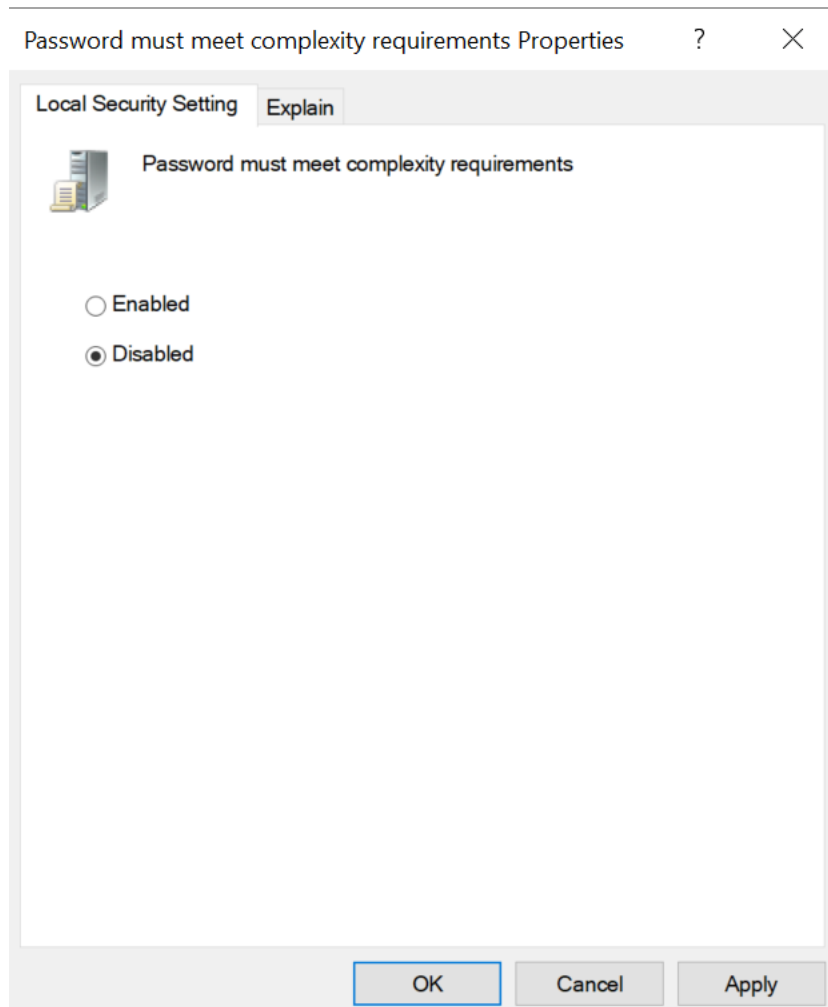 Password must meet complexity requirements Properties ?
Local Security Setting Explain
Password must meet complexity requirements
Enabled
Disabled
OK Cancel Apply